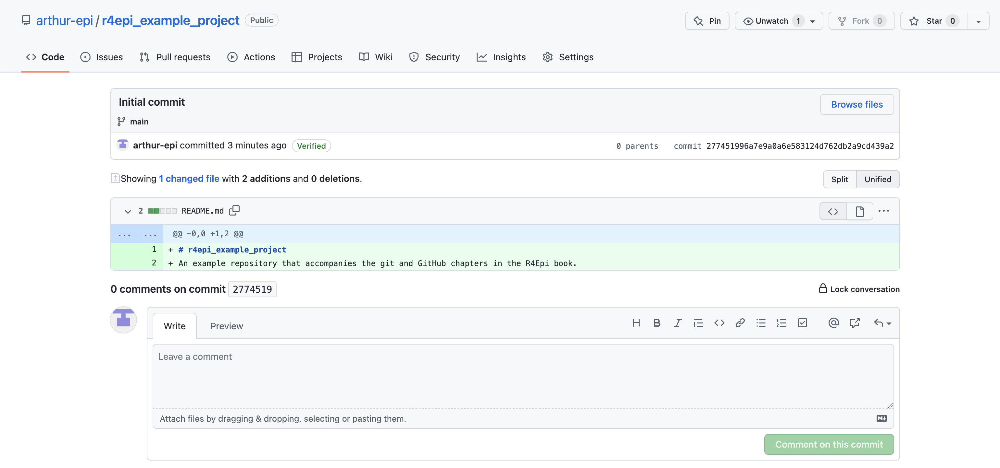 arthur-epi / r4epi_example_project Public Pin Unwatch 1 Fork 0 Star 0
Code Issues Pull requests Actions Projects Wiki Security Insights Settings
Initial commit Browse files
main
arthur-epi committed 3 minutes ago Verified 0 parents commit 277451996a7e9a0a6e583124d762db2a9cd439a2
Showing 1 changed file with 2 additions and 0 deletions. Split Unified
2 README.md ...
... ... @@ -0,0 +1,2 @@
1 + # r4epi_example_project
2 + An example repository that accompanies the git and GitHub chapters in the R4Epi book.
0 comments on commit 2774519 Lock conversation
Write Preview
Leave a comment
Attach files by dragging & dropping, selecting or pasting them.
Comment on this commit